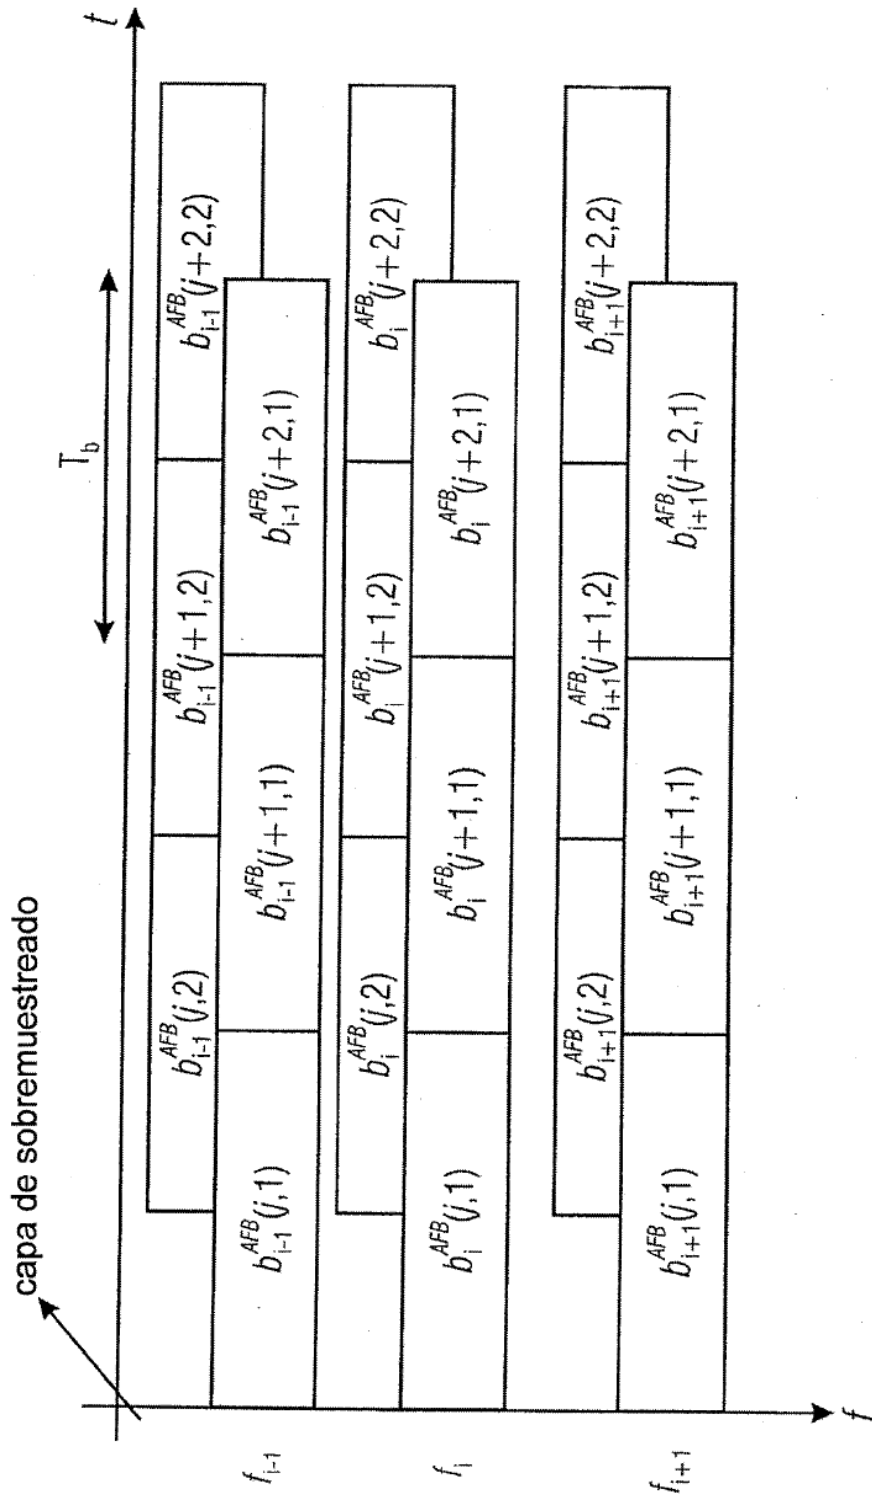 capa de sobremuestreado
T_b
t
b_{i-1}^{AFB}(j,2)
b_{i-1}^{AFB}(j+1,2)
b_{i-1}^{AFB}(j+2,2)
f_{i-1}
b_{i-1}^{AFB}(j,1)
b_{i-1}^{AFB}(j+1,1)
b_{i-1}^{AFB}(j+2,1)
b_i^{AFB}(j,2)
b_i^{AFB}(j+1,2)
b_i^{AFB}(j+2,2)
f_i
b_i^{AFB}(j,1)
b_i^{AFB}(j+1,1)
b_i^{AFB}(j+2,1)
b_{i+1}^{AFB}(j,2)
b_{i+1}^{AFB}(j+1,2)
b_{i+1}^{AFB}(j+2,2)
f_{i+1}
b_{i+1}^{AFB}(j,1)
b_{i+1}^{AFB}(j+1,1)
b_{i+1}^{AFB}(j+2,1)
f